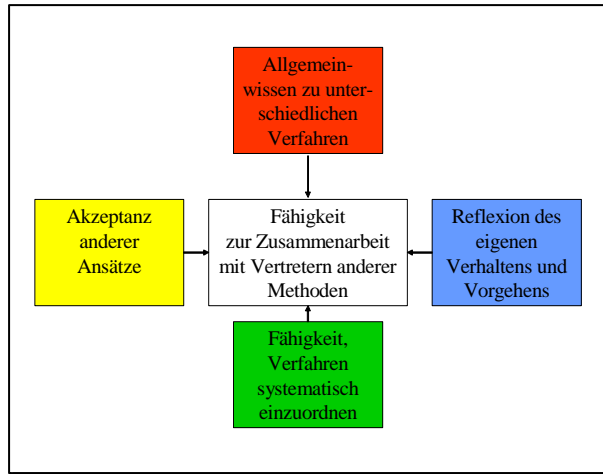 Allgemein-
wissen zu unter-
schiedlichen
Verfahren
Akzeptanz
anderer
Ansätze
Fähigkeit
zur Zusammenarbeit
mit Vertretern anderer
Methoden
Reflexion des
eigenen
Verhaltens und
Vorgehens
Fähigkeit,
Verfahren
systematisch
einzuordnen